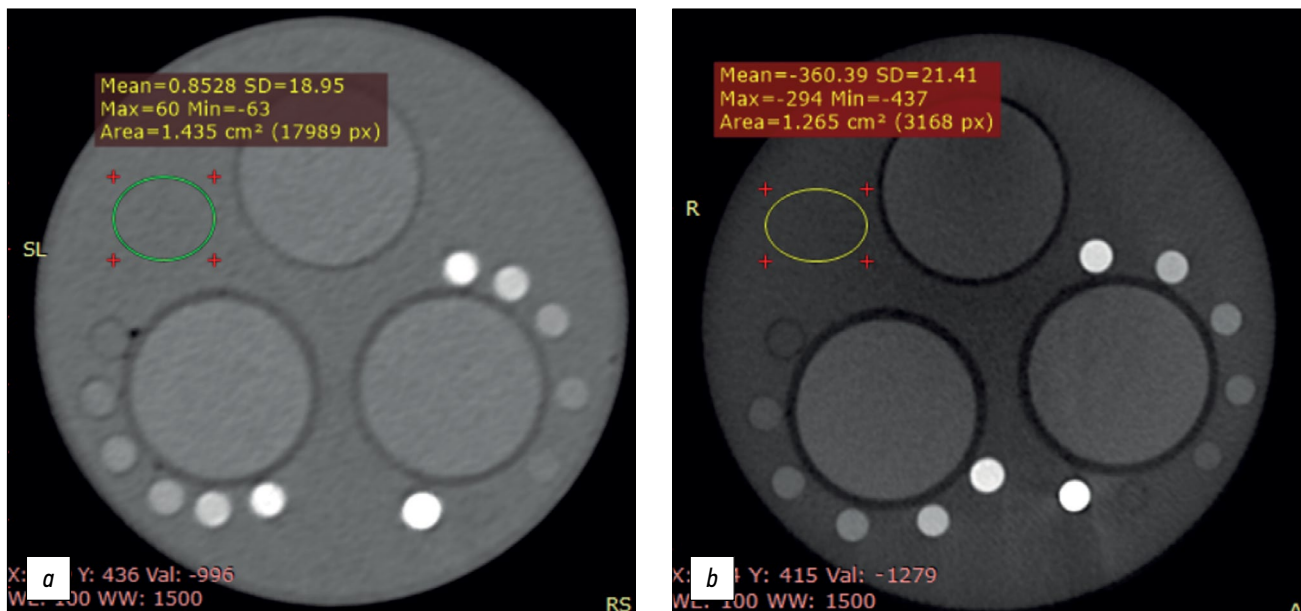 Mean=0.8528 SD=18.95
Max=60 Min=-63
Area=1.435 cm² (17989 px)
SL
X: Y: 436 Val: -996
WL: 100 WW: 1500
RS
a
Mean=-360.39 SD=21.41
Max=-294 Min=-437
Area=1.265 cm² (3168 px)
R
X: 4 Y: 415 Val: -1279
WL: 100 WW: 1500
A
b